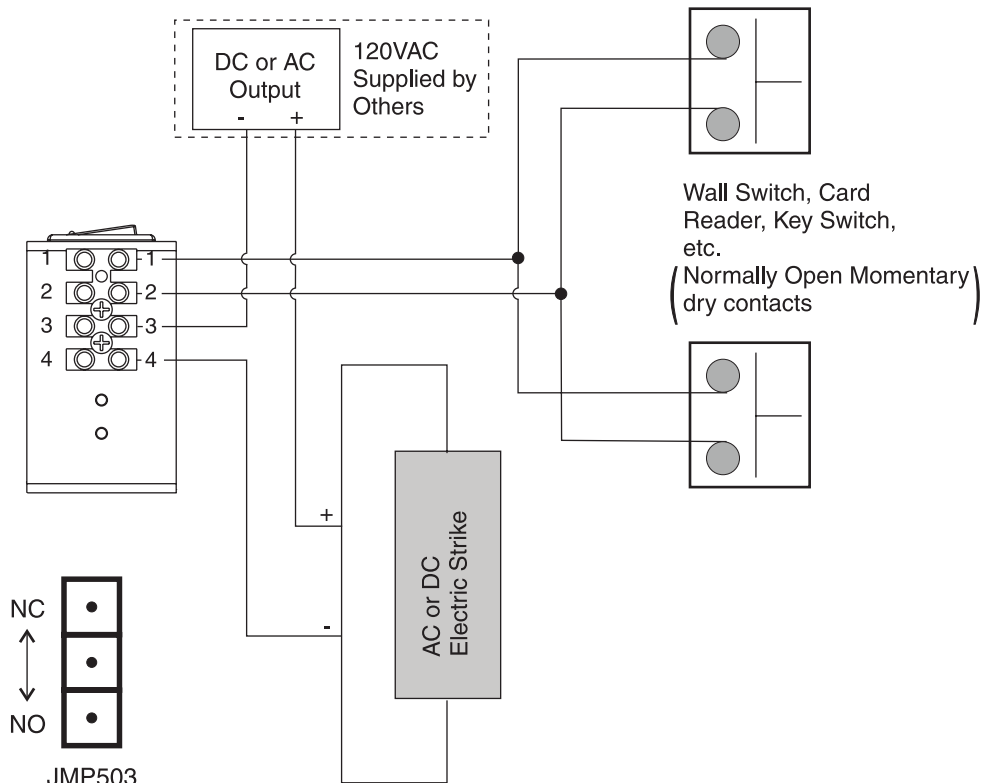 DC or AC
Output
- +
120VAC
Supplied by
Others
1 1
2 2
3 3
4 4
Wall Switch, Card
Reader, Key Switch,
etc.
(Normally Open Momentary
dry contacts)
+
-
AC or DC
Electric Strike
NC
NO
JMP503